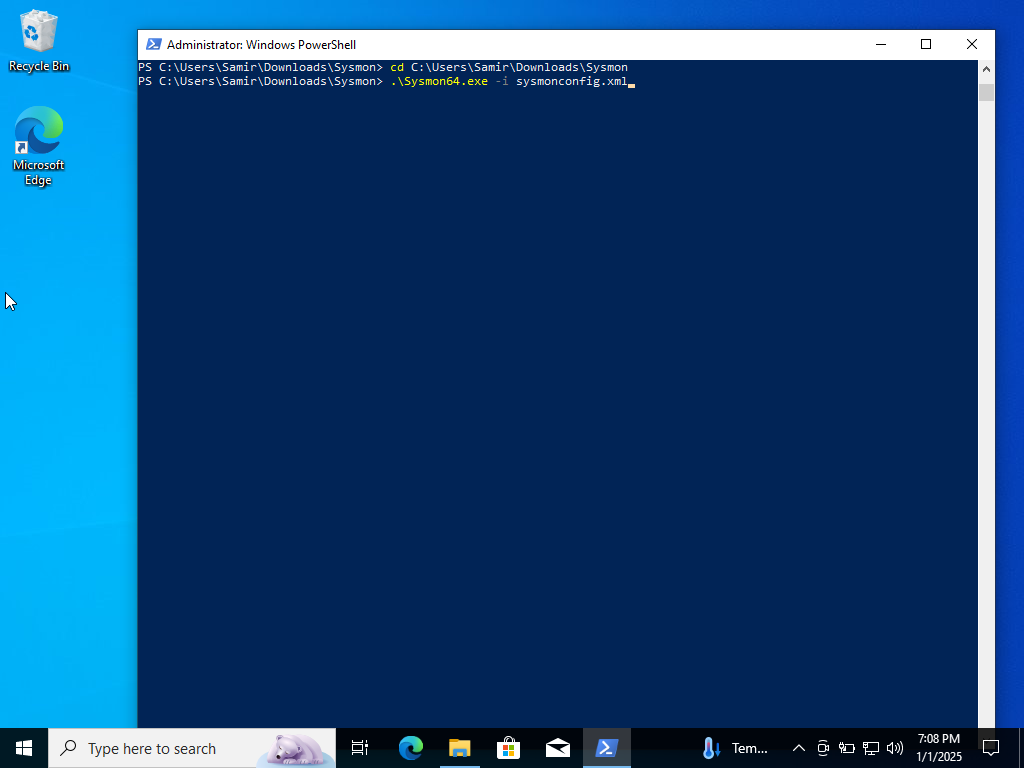 Recycle Bin
Microsoft
Edge
Administrator: Windows PowerShell
PS C:\Users\Samir\Downloads\Sysmon> cd C:\Users\Samir\Downloads\Sysmon
PS C:\Users\Samir\Downloads\Sysmon> .\Sysmon64.exe -i sysmonconfig.xml
Type here to search
Tem...
7:08 PM
1/1/2025